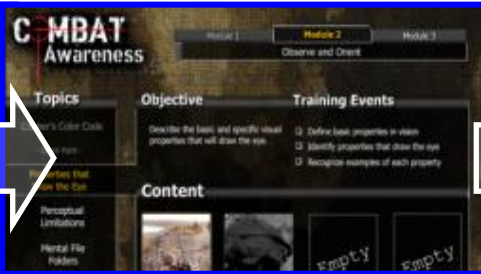 COMBAT
Awareness
Module 1
Module 2
Module 3
Observe and Orient
Topics
Color Code
Properties that
Draw the Eye
Perceptual
Limitations
Mental File
Folders
Objective
Describe the basic and specific visual
properties that will draw the eye.
Training Events
Define basic properties in vision
Identify properties that draw the eye
Recognize examples of each property
Content
Empty
Empty